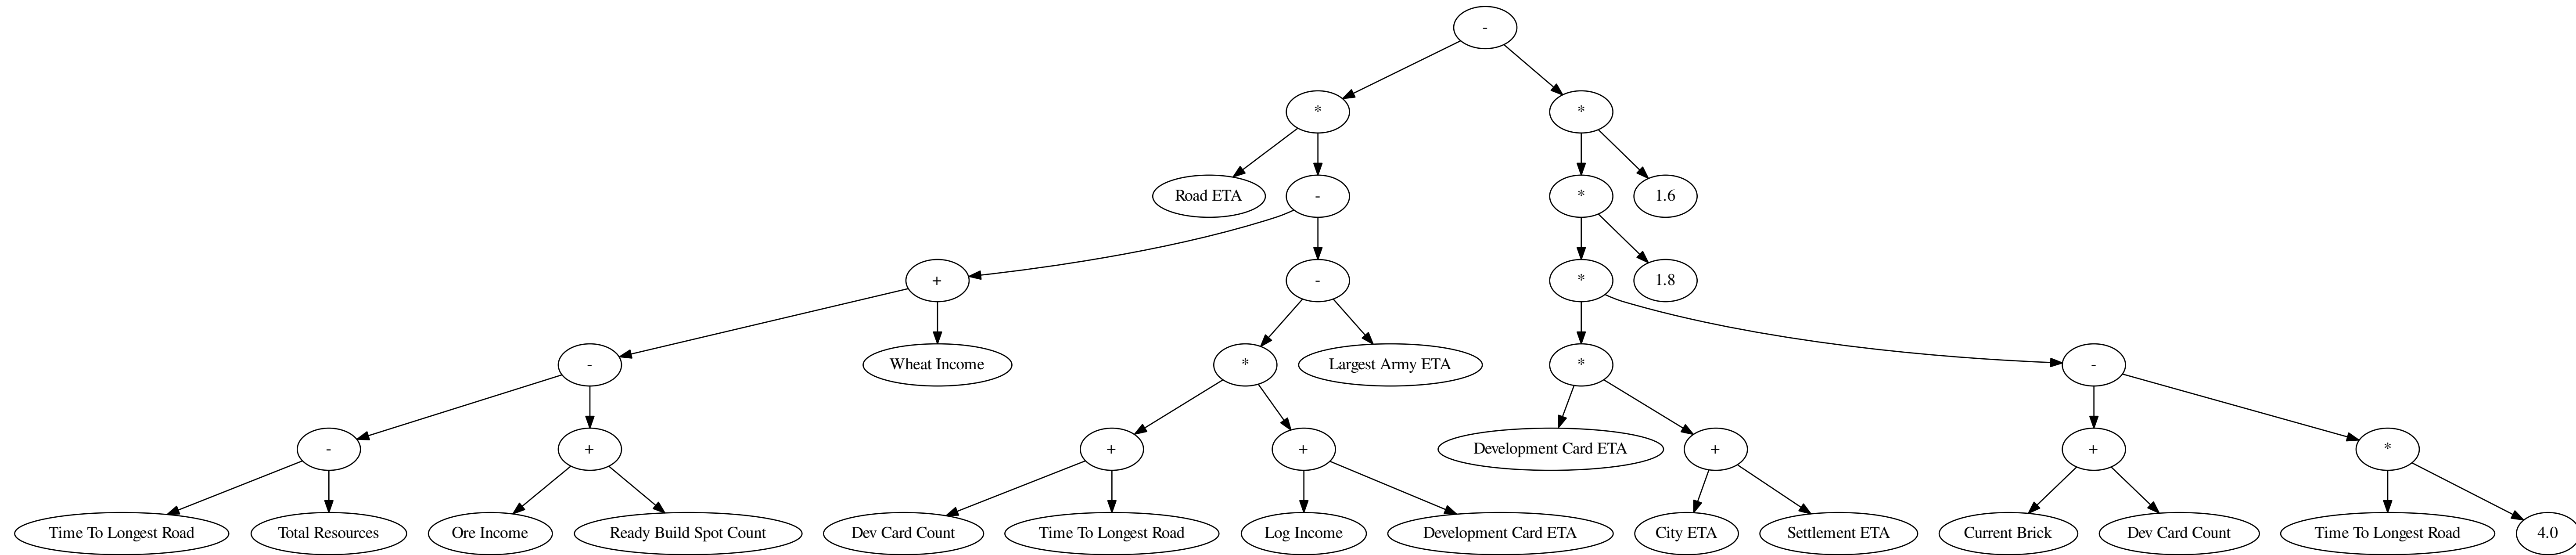 -
* *
Road ETA - * 1.6
+ - * 1.8
- Wheat Income * Largest Army ETA * -
- + + + Development Card ETA + + *
Time To Longest Road Total Resources Ore Income Ready Build Spot Count Dev Card Count Time To Longest Road Log Income Development Card ETA City ETA Settlement ETA Current Brick Dev Card Count Time To Longest Road 4.0